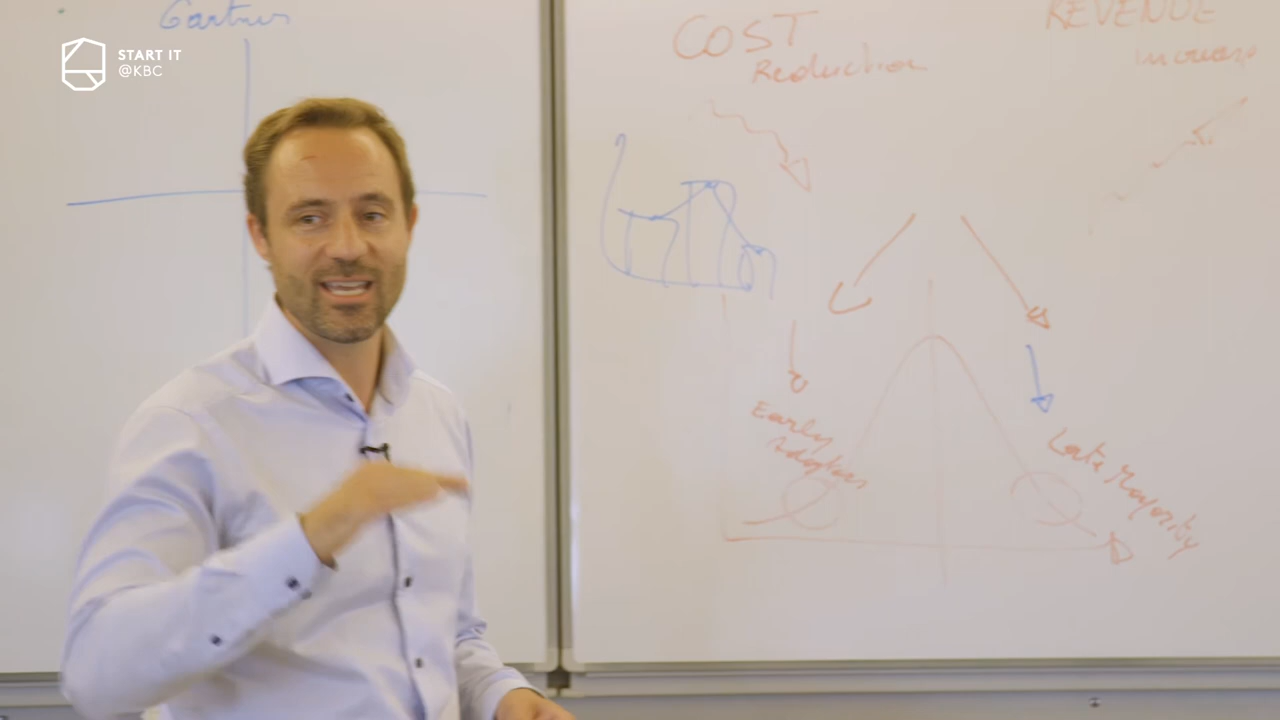 Gartner
START IT
@KBC
COST
Reduction
REVENUE
Increase
Early
Adopters
Late Majority